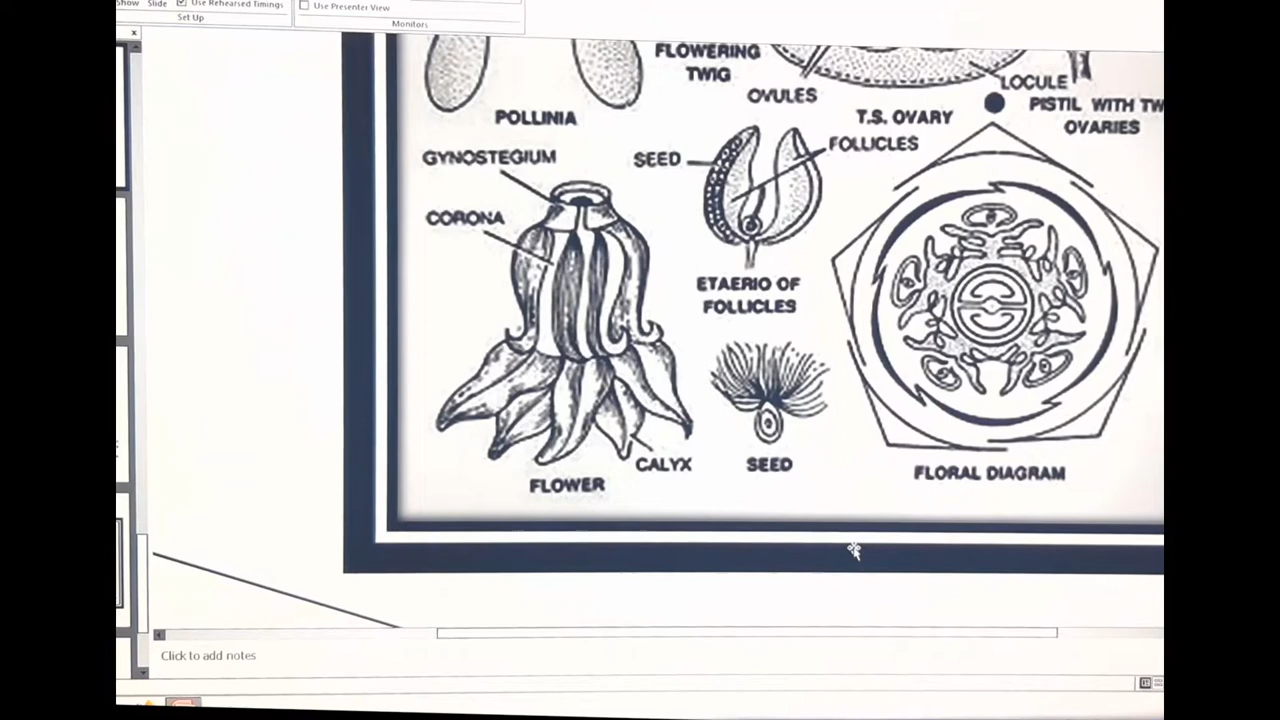 Show
Slide
Use Rehearsed Timings
Set Up
Use Presenter View
Monitors
x
FLOWERING
TWIG
OVULES
LOCULE
POLLINIA
T.S. OVARY
PISTIL WITH TW
OVARIES
GYNOSTEGIUM
SEED
FOLLICLES
CORONA
ETAERIO OF
FOLLICLES
CALYX
SEED
FLOWER
FLORAL DIAGRAM
Click to add notes